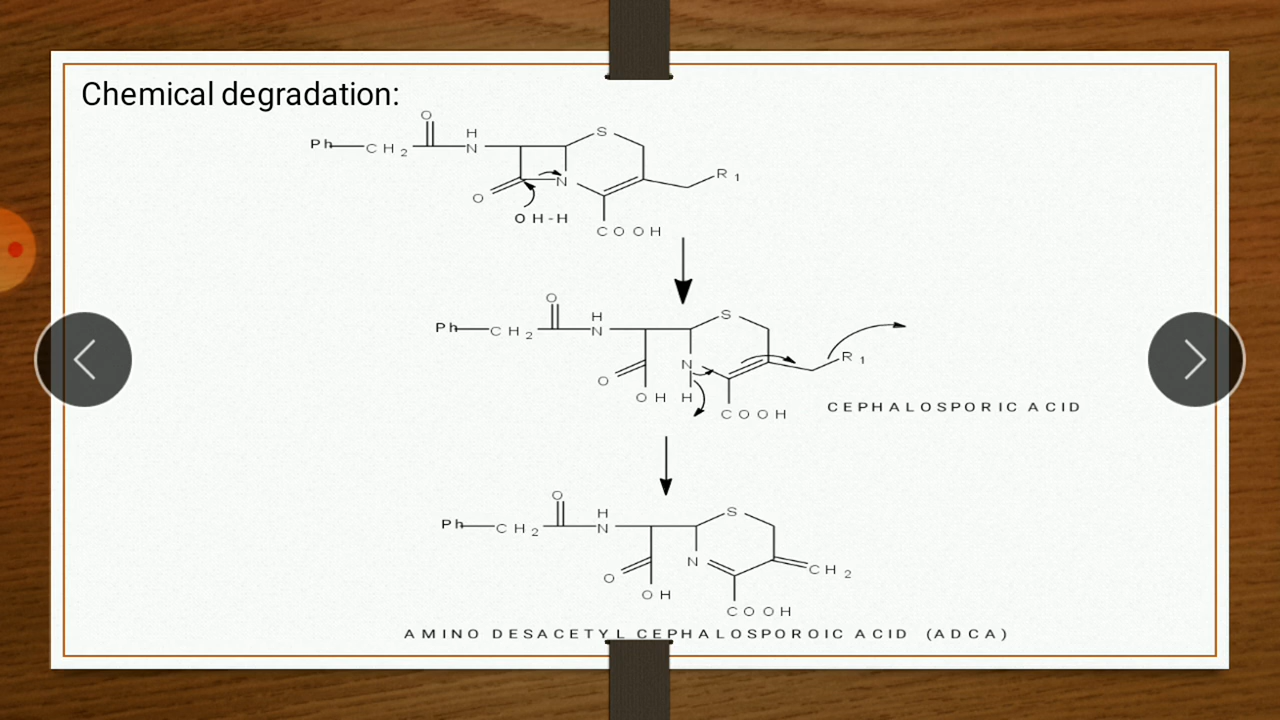 Chemical degradation:
O
Ph CH2 H N S
R1
O N
OH-H
COOH
O
Ph CH2 H N S
N R1
O
OH H
COOH
CEPHALOSPORIC ACID
O
Ph CH2 H N S
N
O CH2
OH
COOH
AMINO DESACETYL CEPHALOSPOROIC ACID (ADCA)